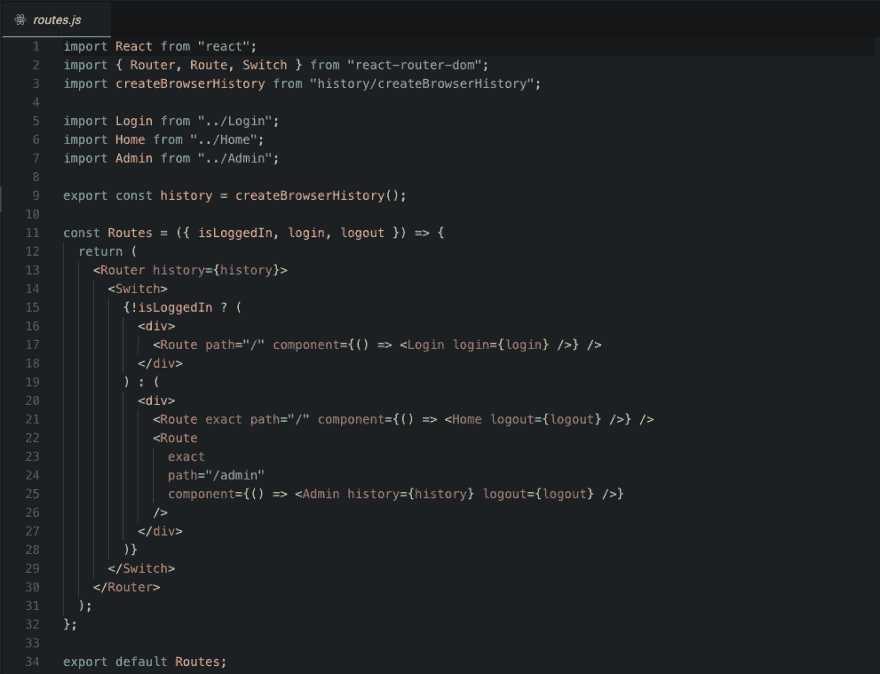 routes.js
1 import React from "react";
2 import { Router, Route, Switch } from "react-router-dom";
3 import createBrowserHistory from "history/createBrowserHistory";
4
5 import Login from "../Login";
6 import Home from "../Home";
7 import Admin from "../Admin";
8
9 export const history = createBrowserHistory();
10
11 const Routes = ({ isLoggedIn, login, logout }) => {
12   return (
13     <Router history={history}>
14       <Switch>
15         {!isLoggedIn ? (
16           <div>
17             <Route path="/" component={() => <Login login={login} />} />
18           </div>
19         ) : (
20           <div>
21             <Route exact path="/" component={() => <Home logout={logout} />} />
22             <Route
23               exact
24               path="/admin"
25               component={() => <Admin history={history} logout={logout} />}
26             />
27           </div>
28         )}
29       </Switch>
30     </Router>
31   );
32 };
33
34 export default Routes;